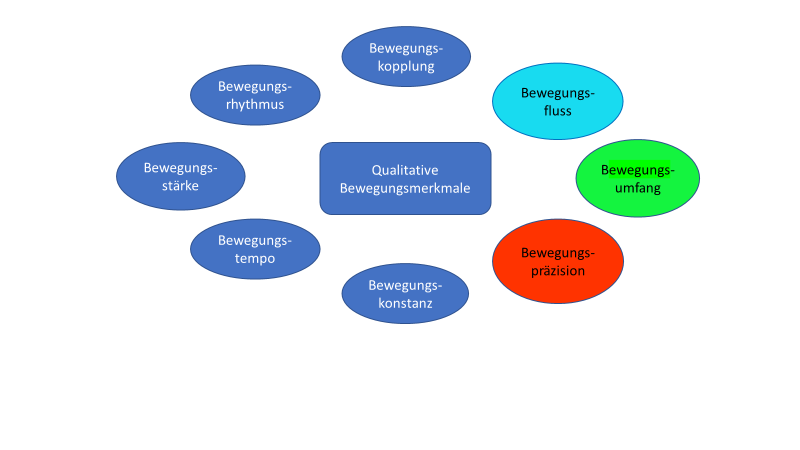 Bewegungs-
kopplung
Bewegungs-
rhythmus
Bewegungs-
fluss
Bewegungs-
stärke
Qualitative
Bewegungsmerkmale
Bewegungs-
umfang
Bewegungs-
tempo
Bewegungs-
präzision
Bewegungs-
konstanz